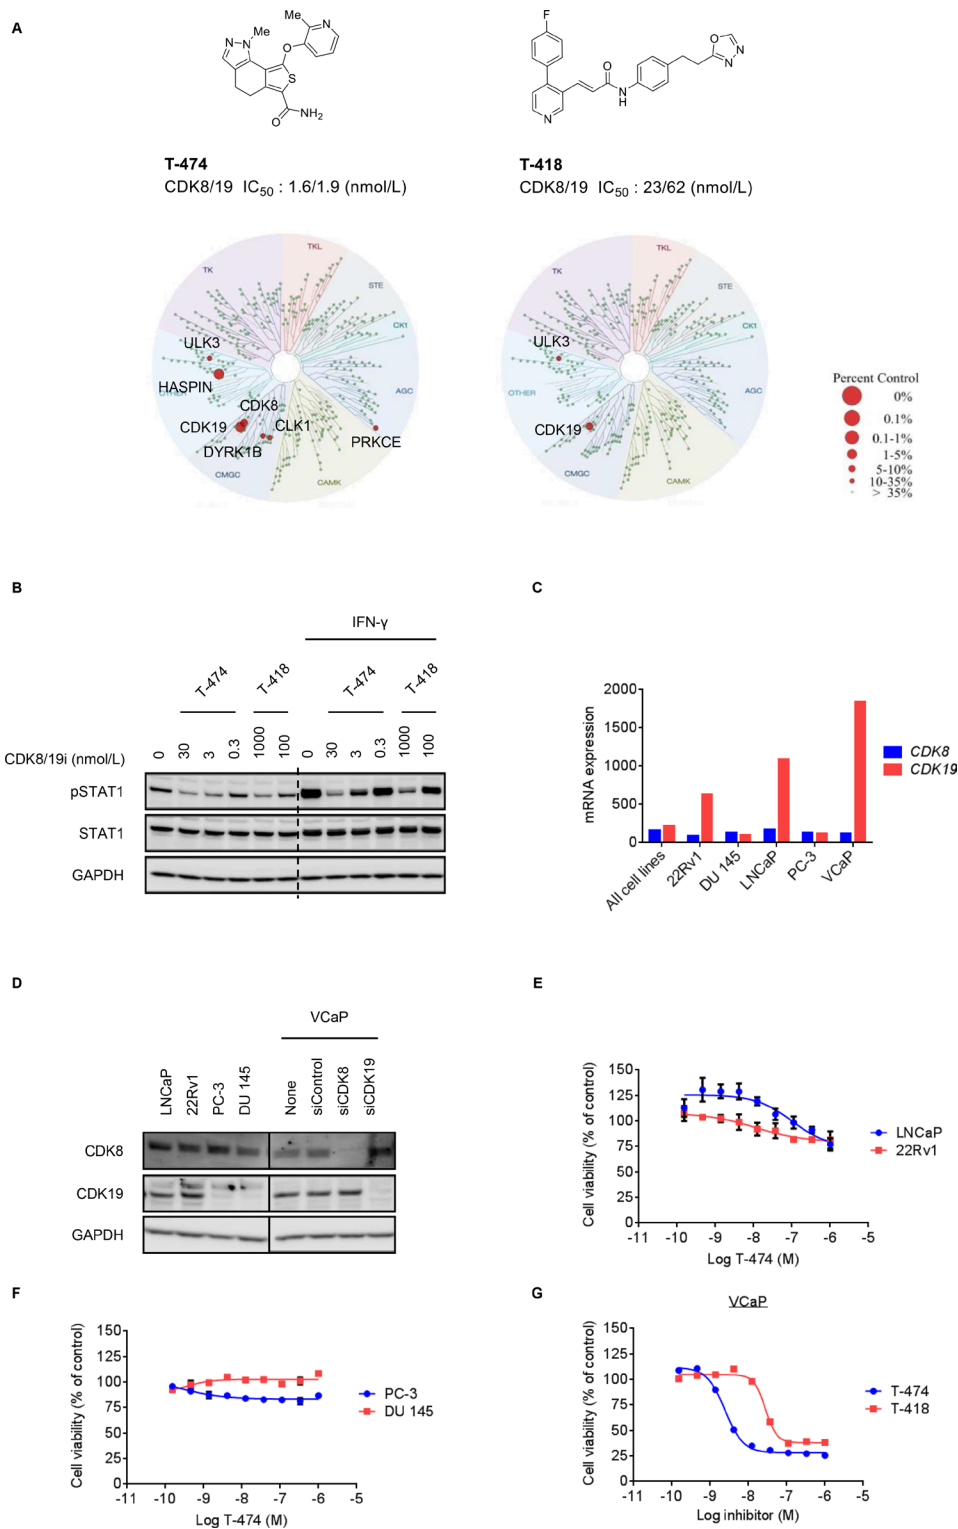 A
N
N
Me
Me
N
O
S
O
NH2
F
N
O
N
H
O
N
N
T-474
CDK8/19 IC50 : 1.6/1.9 (nmol/L)
T-418
CDK8/19 IC50 : 23/62 (nmol/L)
TKL
TK
STE
CK1
ULK3
HASPIN
OTHER
AGC
CDK8
CDK19
CLK1
DYRK1B
PRKCE
CMGC
CAMK
TKL
TK
STE
CK1
ULK3
OTHER
AGC
CDK19
CMGC
CAMK
Percent Control
0%
0.1%
0.1-1%
1-5%
5-10%
10-35%
> 35%
B
IFN-γ
T-474
T-418
T-474
T-418
CDK8/19i (nmol/L)
0
30
3
0.3
1000
100
0
30
3
0.3
1000
100
pSTAT1
STAT1
GAPDH
C
mRNA expression
2000
1500
1000
500
0
All cell lines
22Rv1
DU 145
LNCaP
PC-3
VCaP
CDK8
CDK19
D
VCaP
LNCaP
22Rv1
PC-3
DU 145
None
siControl
siCDK8
siCDK19
CDK8
CDK19
GAPDH
E
Cell viability (% of control)
150
125
100
75
50
25
0
-11 -10 -9 -8 -7 -6 -5
Log T-474 (M)
LNCaP
22Rv1
F
Cell viability (% of control)
150
125
100
75
50
25
0
-11 -10 -9 -8 -7 -6 -5
Log T-474 (M)
PC-3
DU 145
G
VCaP
Cell viability (% of control)
150
125
100
75
50
25
0
-11 -10 -9 -8 -7 -6 -5
Log inhibitor (M)
T-474
T-418